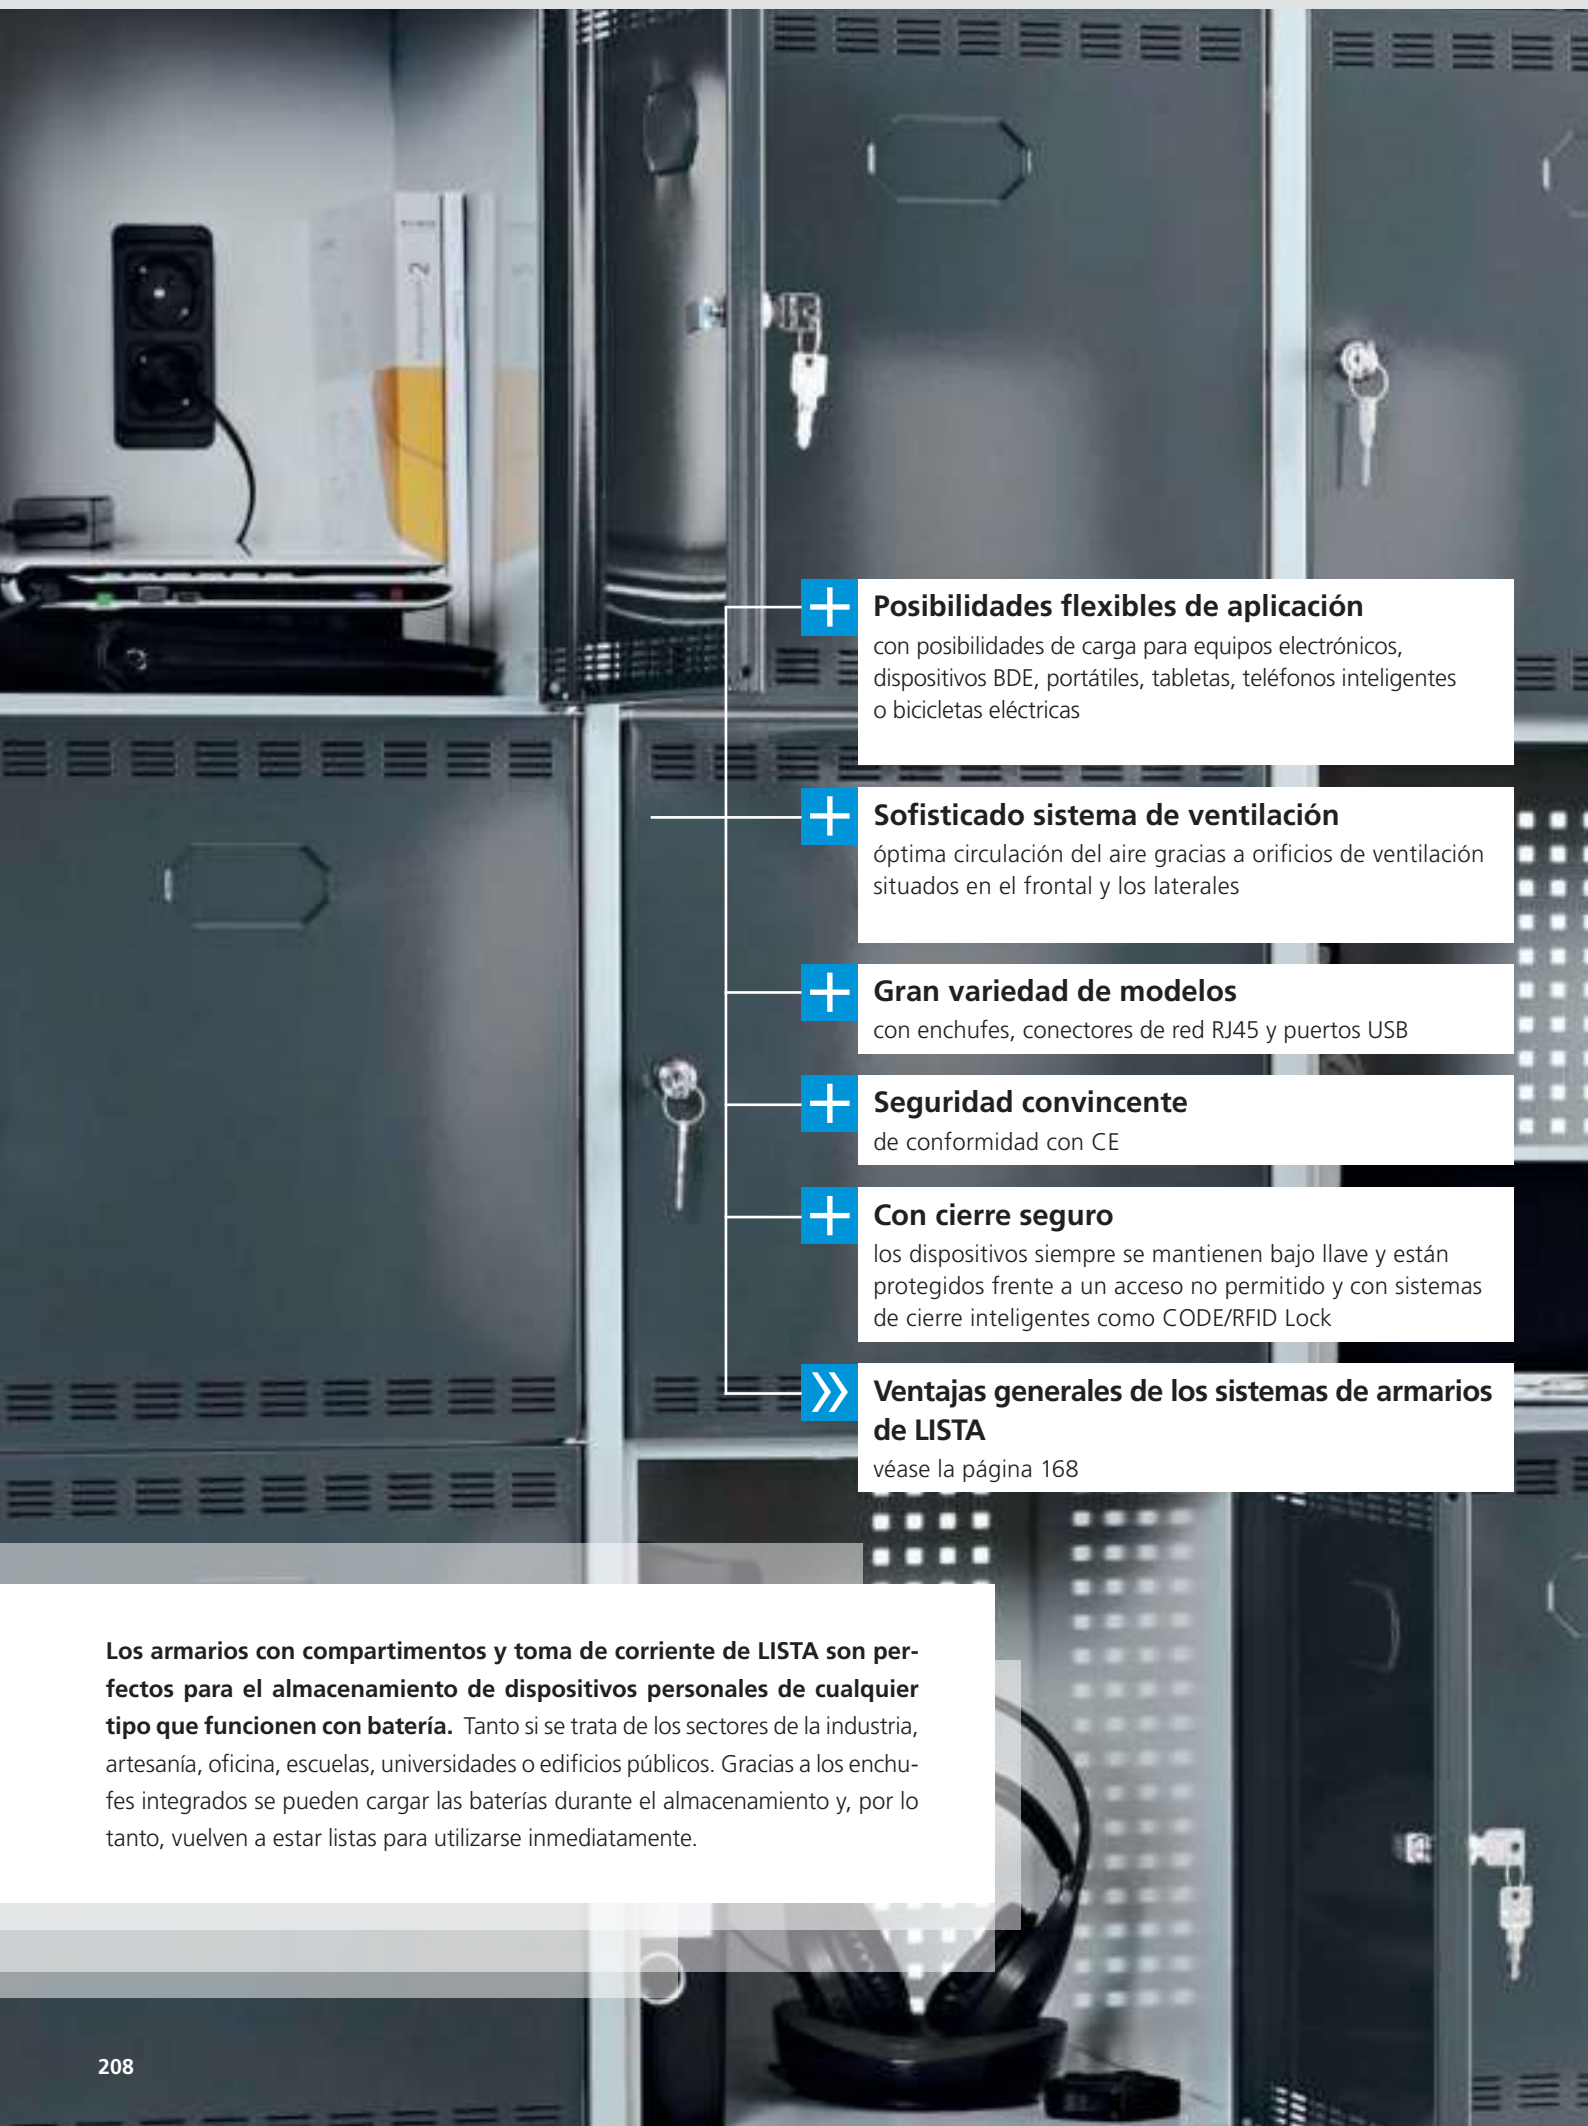 Posibilidades flexibles de aplicación
con posibilidades de carga para equipos electrónicos,
dispositivos BDE, portátiles, tabletas, teléfonos inteligentes
o bicicletas eléctricas
Sofisticado sistema de ventilación
óptima circulación del aire gracias a orificios de ventilación
situados en el frontal y los laterales
Gran variedad de modelos
con enchufes, conectores de red RJ45 y puertos USB
Seguridad convincente
de conformidad con CE
Con cierre seguro
los dispositivos siempre se mantienen bajo llave y están
protegidos frente a un acceso no permitido y con sistemas
de cierre inteligentes como CODE/RFID Lock
Ventajas generales de los sistemas de armarios
de LISTA
véase la página 168
Los armarios con compartimentos y toma de corriente de LISTA son per-
fectos para el almacenamiento de dispositivos personales de cualquier
tipo que funcionen con batería. Tanto si se trata de los sectores de la industria,
artesanía, oficina, escuelas, universidades o edificios públicos. Gracias a los enchu-
fes integrados se pueden cargar las baterías durante el almacenamiento y, por lo
tanto, vuelven a estar listas para utilizarse inmediatamente.
208
2